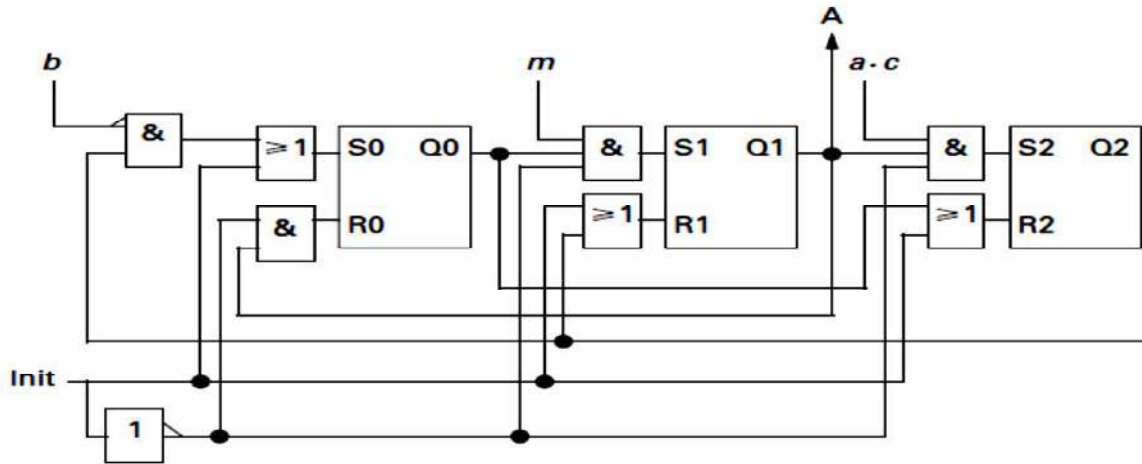 A
b
m
a . c
&
≥1
S0 Q0
&
S1 Q1
&
S2 Q2
&
R0
≥1
R1
≥1
R2
Init
1